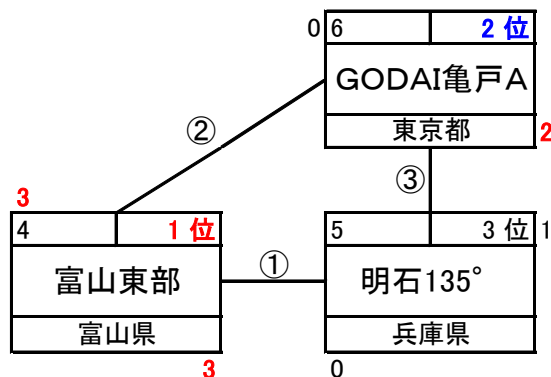 0 6 2 位
GODAI亀戸A
東京都 2
②
③
3
4 1 位
5 3 位 1
富山東部
①
明石135°
富山県
兵庫県
3
0